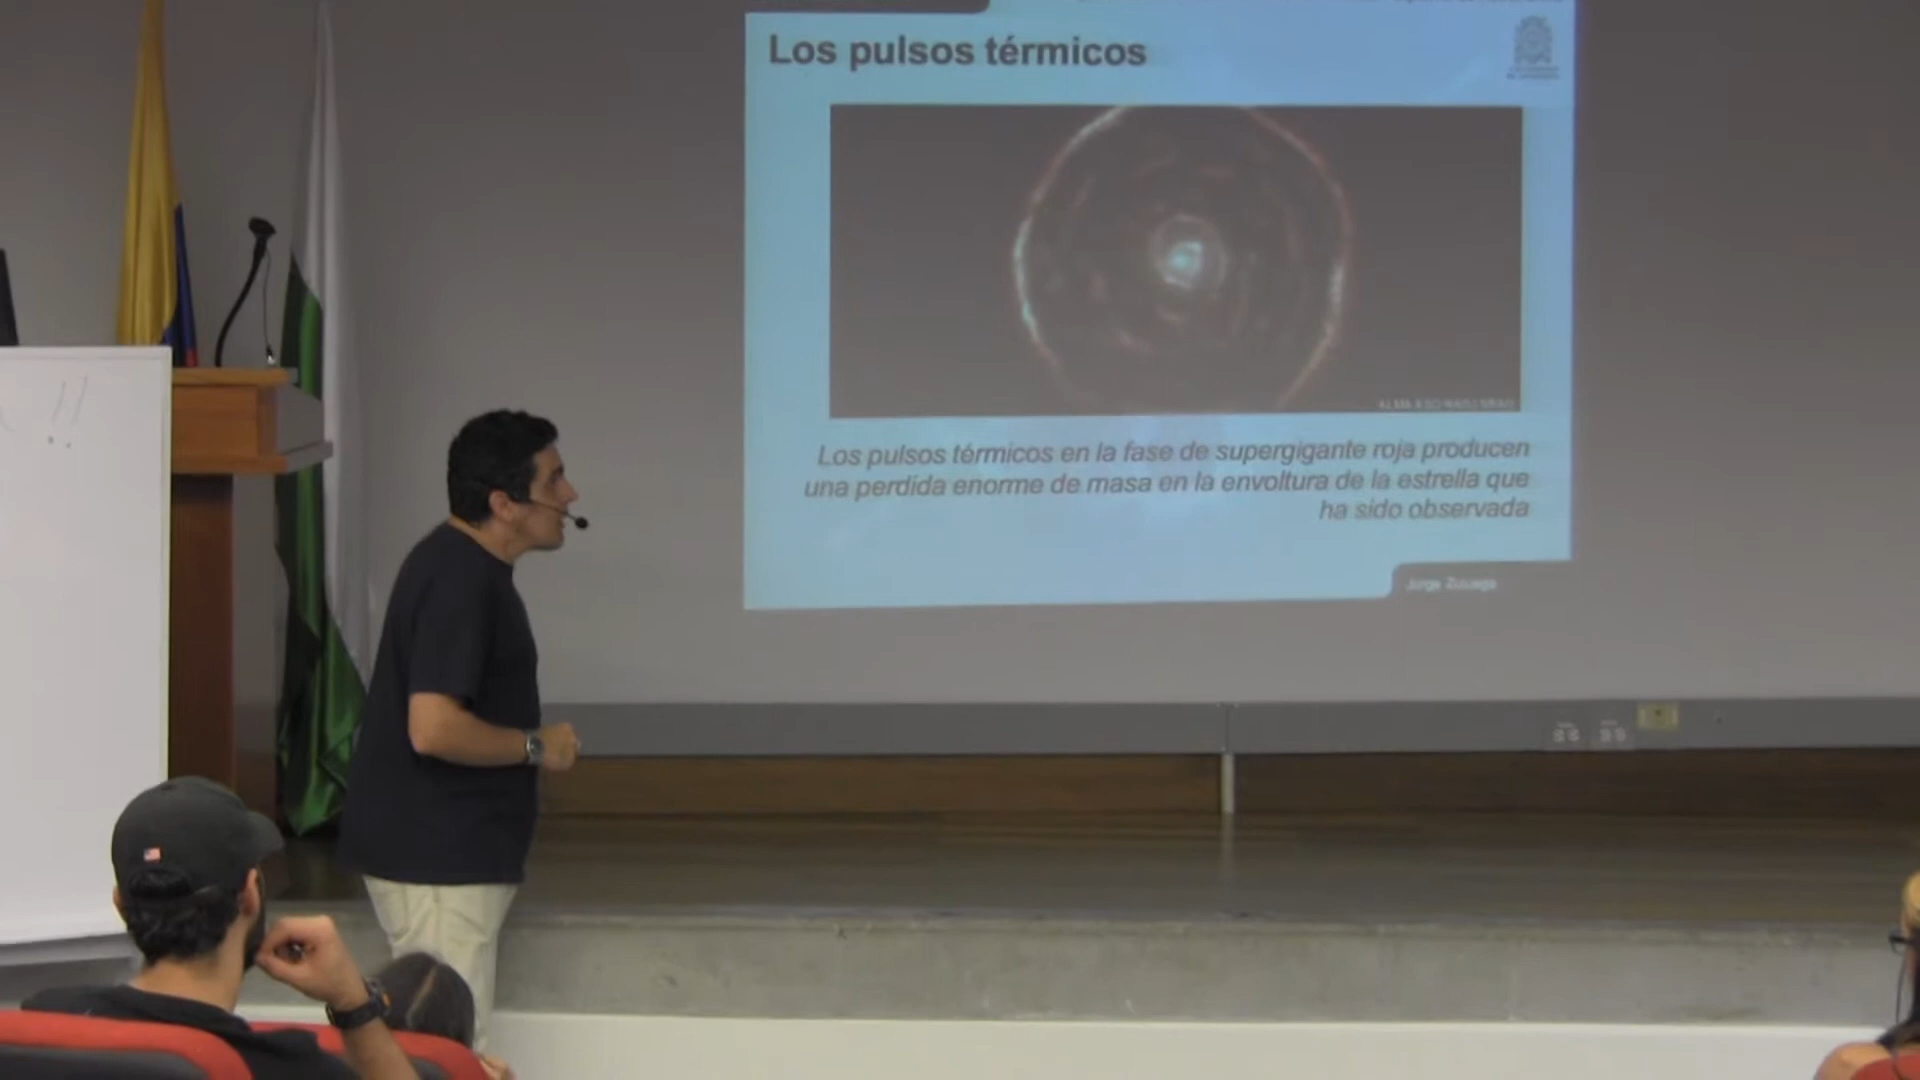 Los pulsos térmicos
Los pulsos térmicos en la fase de supergigante roja producen
una perdida enorme de masa en la envoltura de la estrella que
ha sido observada
Jorge Zuluaga